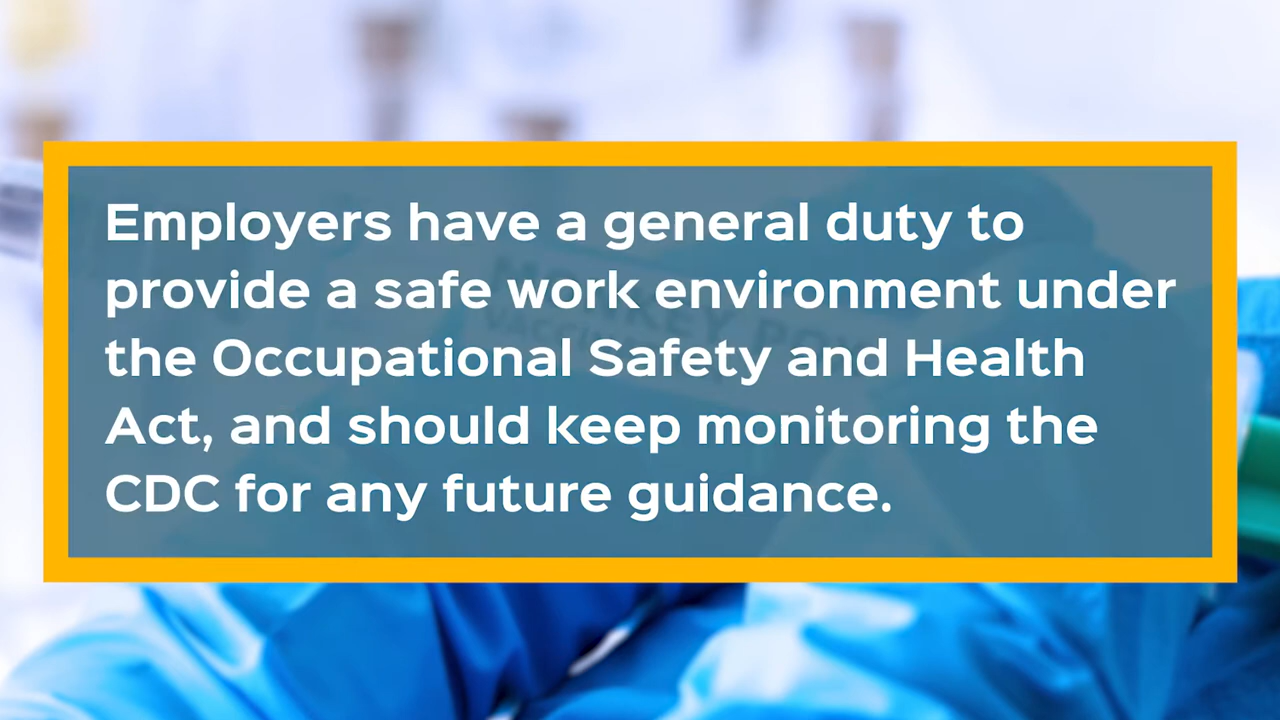 Employers have a general duty to
provide a safe work environment under
the Occupational Safety and Health
Act, and should keep monitoring the
CDC for any future guidance.